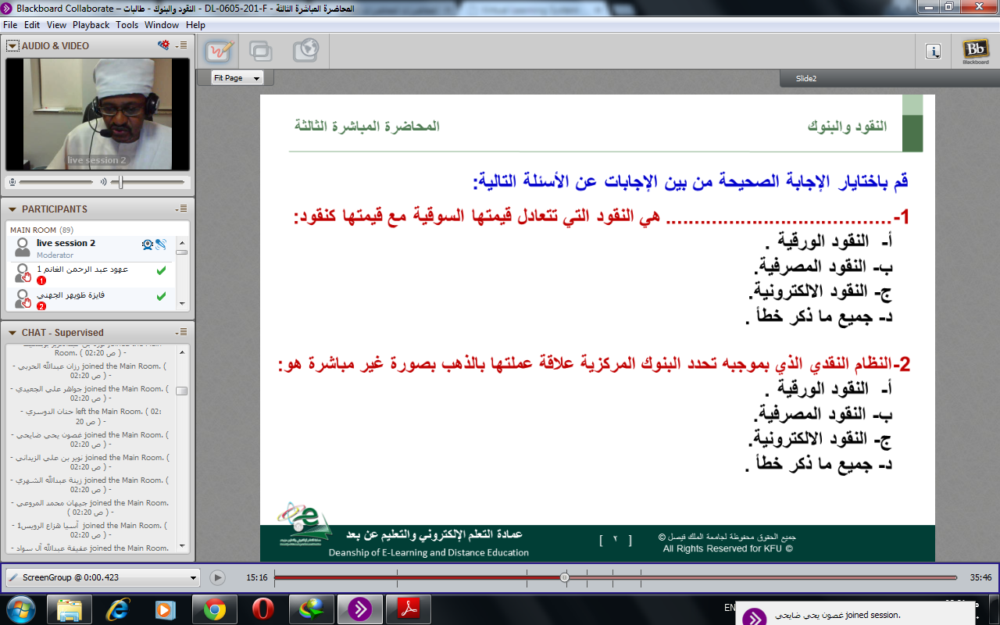 Blackboard Collaborate – النقود والبنوك - طالبات - DL-0605-201-F - المحاضرة المباشرة الثالثة
File Edit View Playback Tools Window Help
AUDIO & VIDEO
live session 2
PARTICIPANTS
MAIN ROOM (89)
live session 2
Moderator
عهود عبد الرحمن الغانم 1
1
فايزة ظويهر الجهني
2
CHAT - Supervised
Room. ( 02:20 ص ) -
- رزان عبدالله الحربي joined the Main Room. ( 02:20 ص ) -
- جواهر علي الجعيدي joined the Main Room. ( 02:20 ص ) -
- حنان الدوسري left the Main Room. ( 02:20 ص ) -
- غصون يحي ضايحي joined the Main Room. ( 02:20 ص ) -
- نوير بن علي الزيداني joined the Main Room. ( 02:20 ص ) -
- زينة عبدالله الشهري joined the Main Room. ( 02:20 ص ) -
- جيهان محمد المروعي joined the Main Room. ( 02:20 ص ) -
- آسيا هزاع الرويس1 joined the Main Room. ( 02:20 ص ) -
- عفيفة عبدالله آل سواد joined the Main Room.
Fit Page
Slide2
Bb
Blackboard
النقود والبنوك
المحاضرة المباشرة الثالثة
قم باختيار الإجابة الصحيحة من بين الإجابات عن الأسئلة التالية:
1-..................................... هي النقود التي تتعادل قيمتها السوقية مع قيمتها كنقود:
أ- النقود الورقية .
ب- النقود المصرفية.
ج- النقود الالكترونية.
د- جميع ما ذكر خطأ .
2-النظام النقدي الذي بموجبه تحدد البنوك المركزية علاقة عملتها بالذهب بصورة غير مباشرة هو:
أ- النقود الورقية .
ب- النقود المصرفية.
ج- النقود الالكترونية.
د- جميع ما ذكر خطأ .
عمادة التعلم الإلكتروني والتعليم عن بعد
Deanship of E-Learning and Distance Education
[ ٢ ]
جميع الحقوق محفوظة لجامعة الملك فيصل ©
All Rights Reserved for KFU ©
ScreenGroup @ 0:00.423
15:16
35:46
EN
غصون يحي ضايحي joined session.